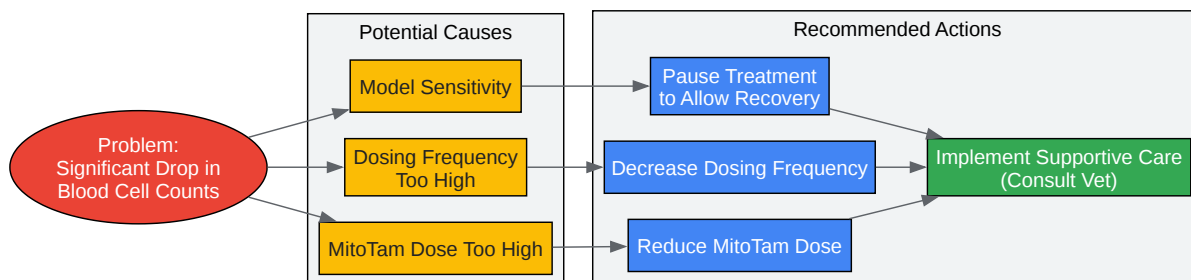 Potential Causes
Recommended Actions
Problem:
Significant Drop in
Blood Cell Counts
Model Sensitivity
Dosing Frequency
Too High
MitoTam Dose Too High
Pause Treatment
to Allow Recovery
Decrease Dosing Frequency
Reduce MitoTam Dose
Implement Supportive Care
(Consult Vet)